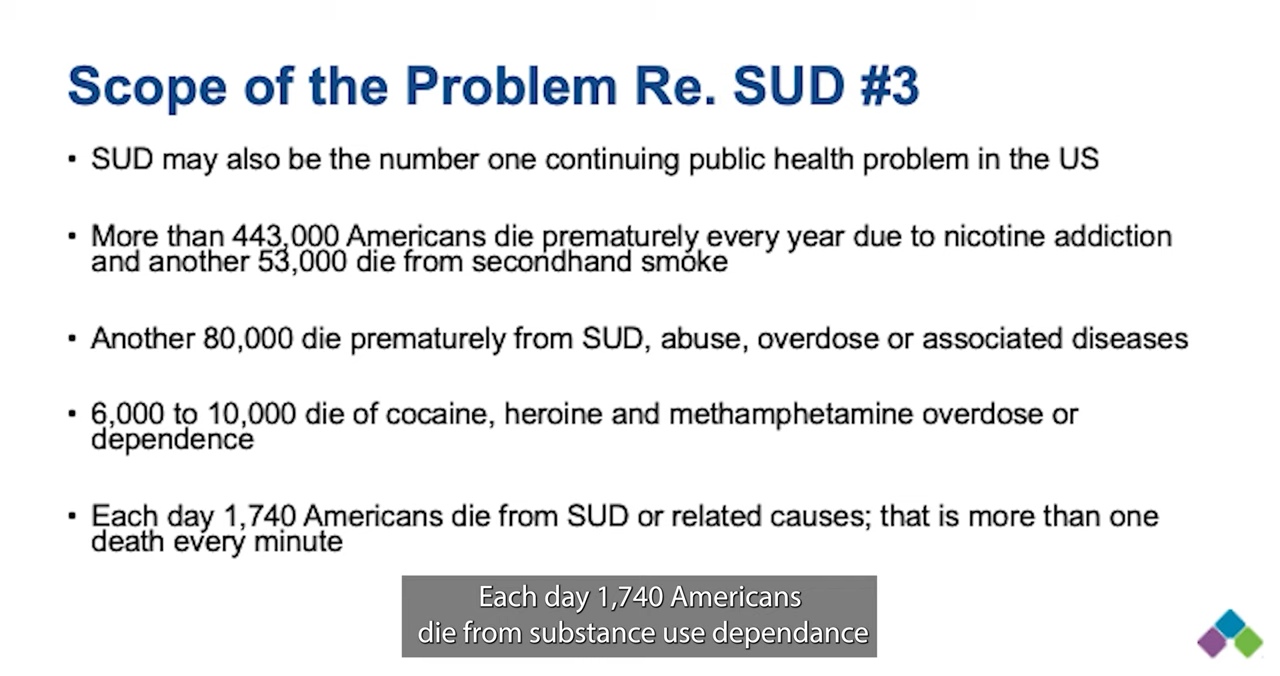 Scope of the Problem Re. SUD #3
▪ SUD may also be the number one continuing public health problem in the US
▪ More than 443,000 Americans die prematurely every year due to nicotine addiction
and another 53,000 die from secondhand smoke
▪ Another 80,000 die prematurely from SUD, abuse, overdose or associated diseases
▪ 6,000 to 10,000 die of cocaine, heroine and methamphetamine overdose or
dependence
▪ Each day 1,740 Americans die from SUD or related causes; that is more than one
death every minute
Each day 1,740 Americans
die from substance use dependance